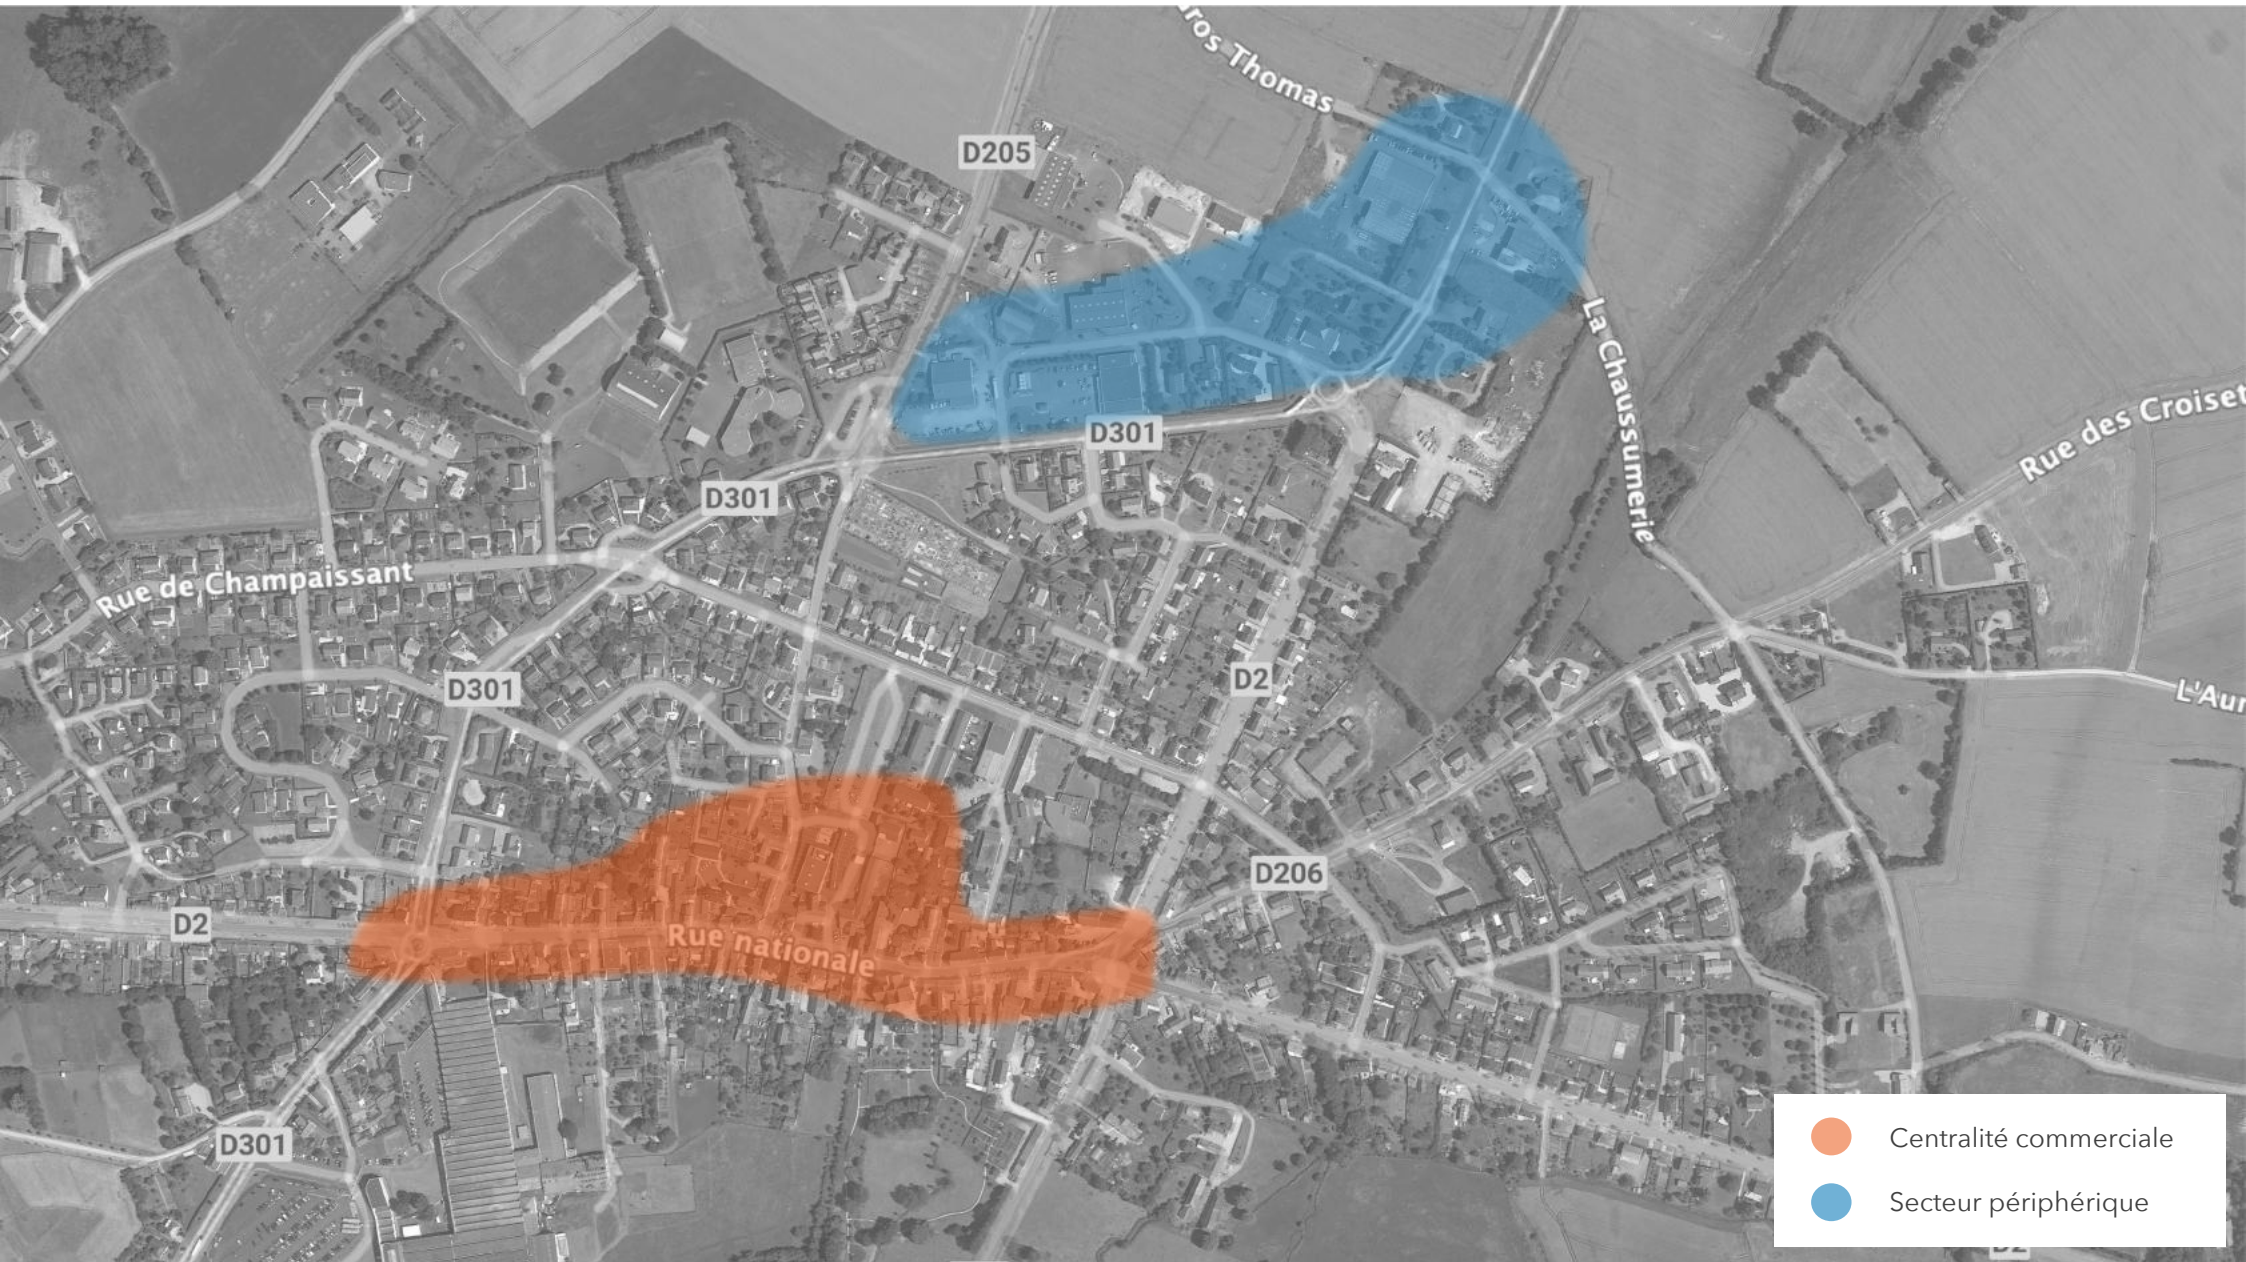 ros Thomas
D205
La Chaussumerie
Rue des Croiset
D301
D301
Rue de Champaissant
D301
D2
L'Aur
D206
D2
Rue nationale
D301
Centralité commerciale
Secteur périphérique
D2